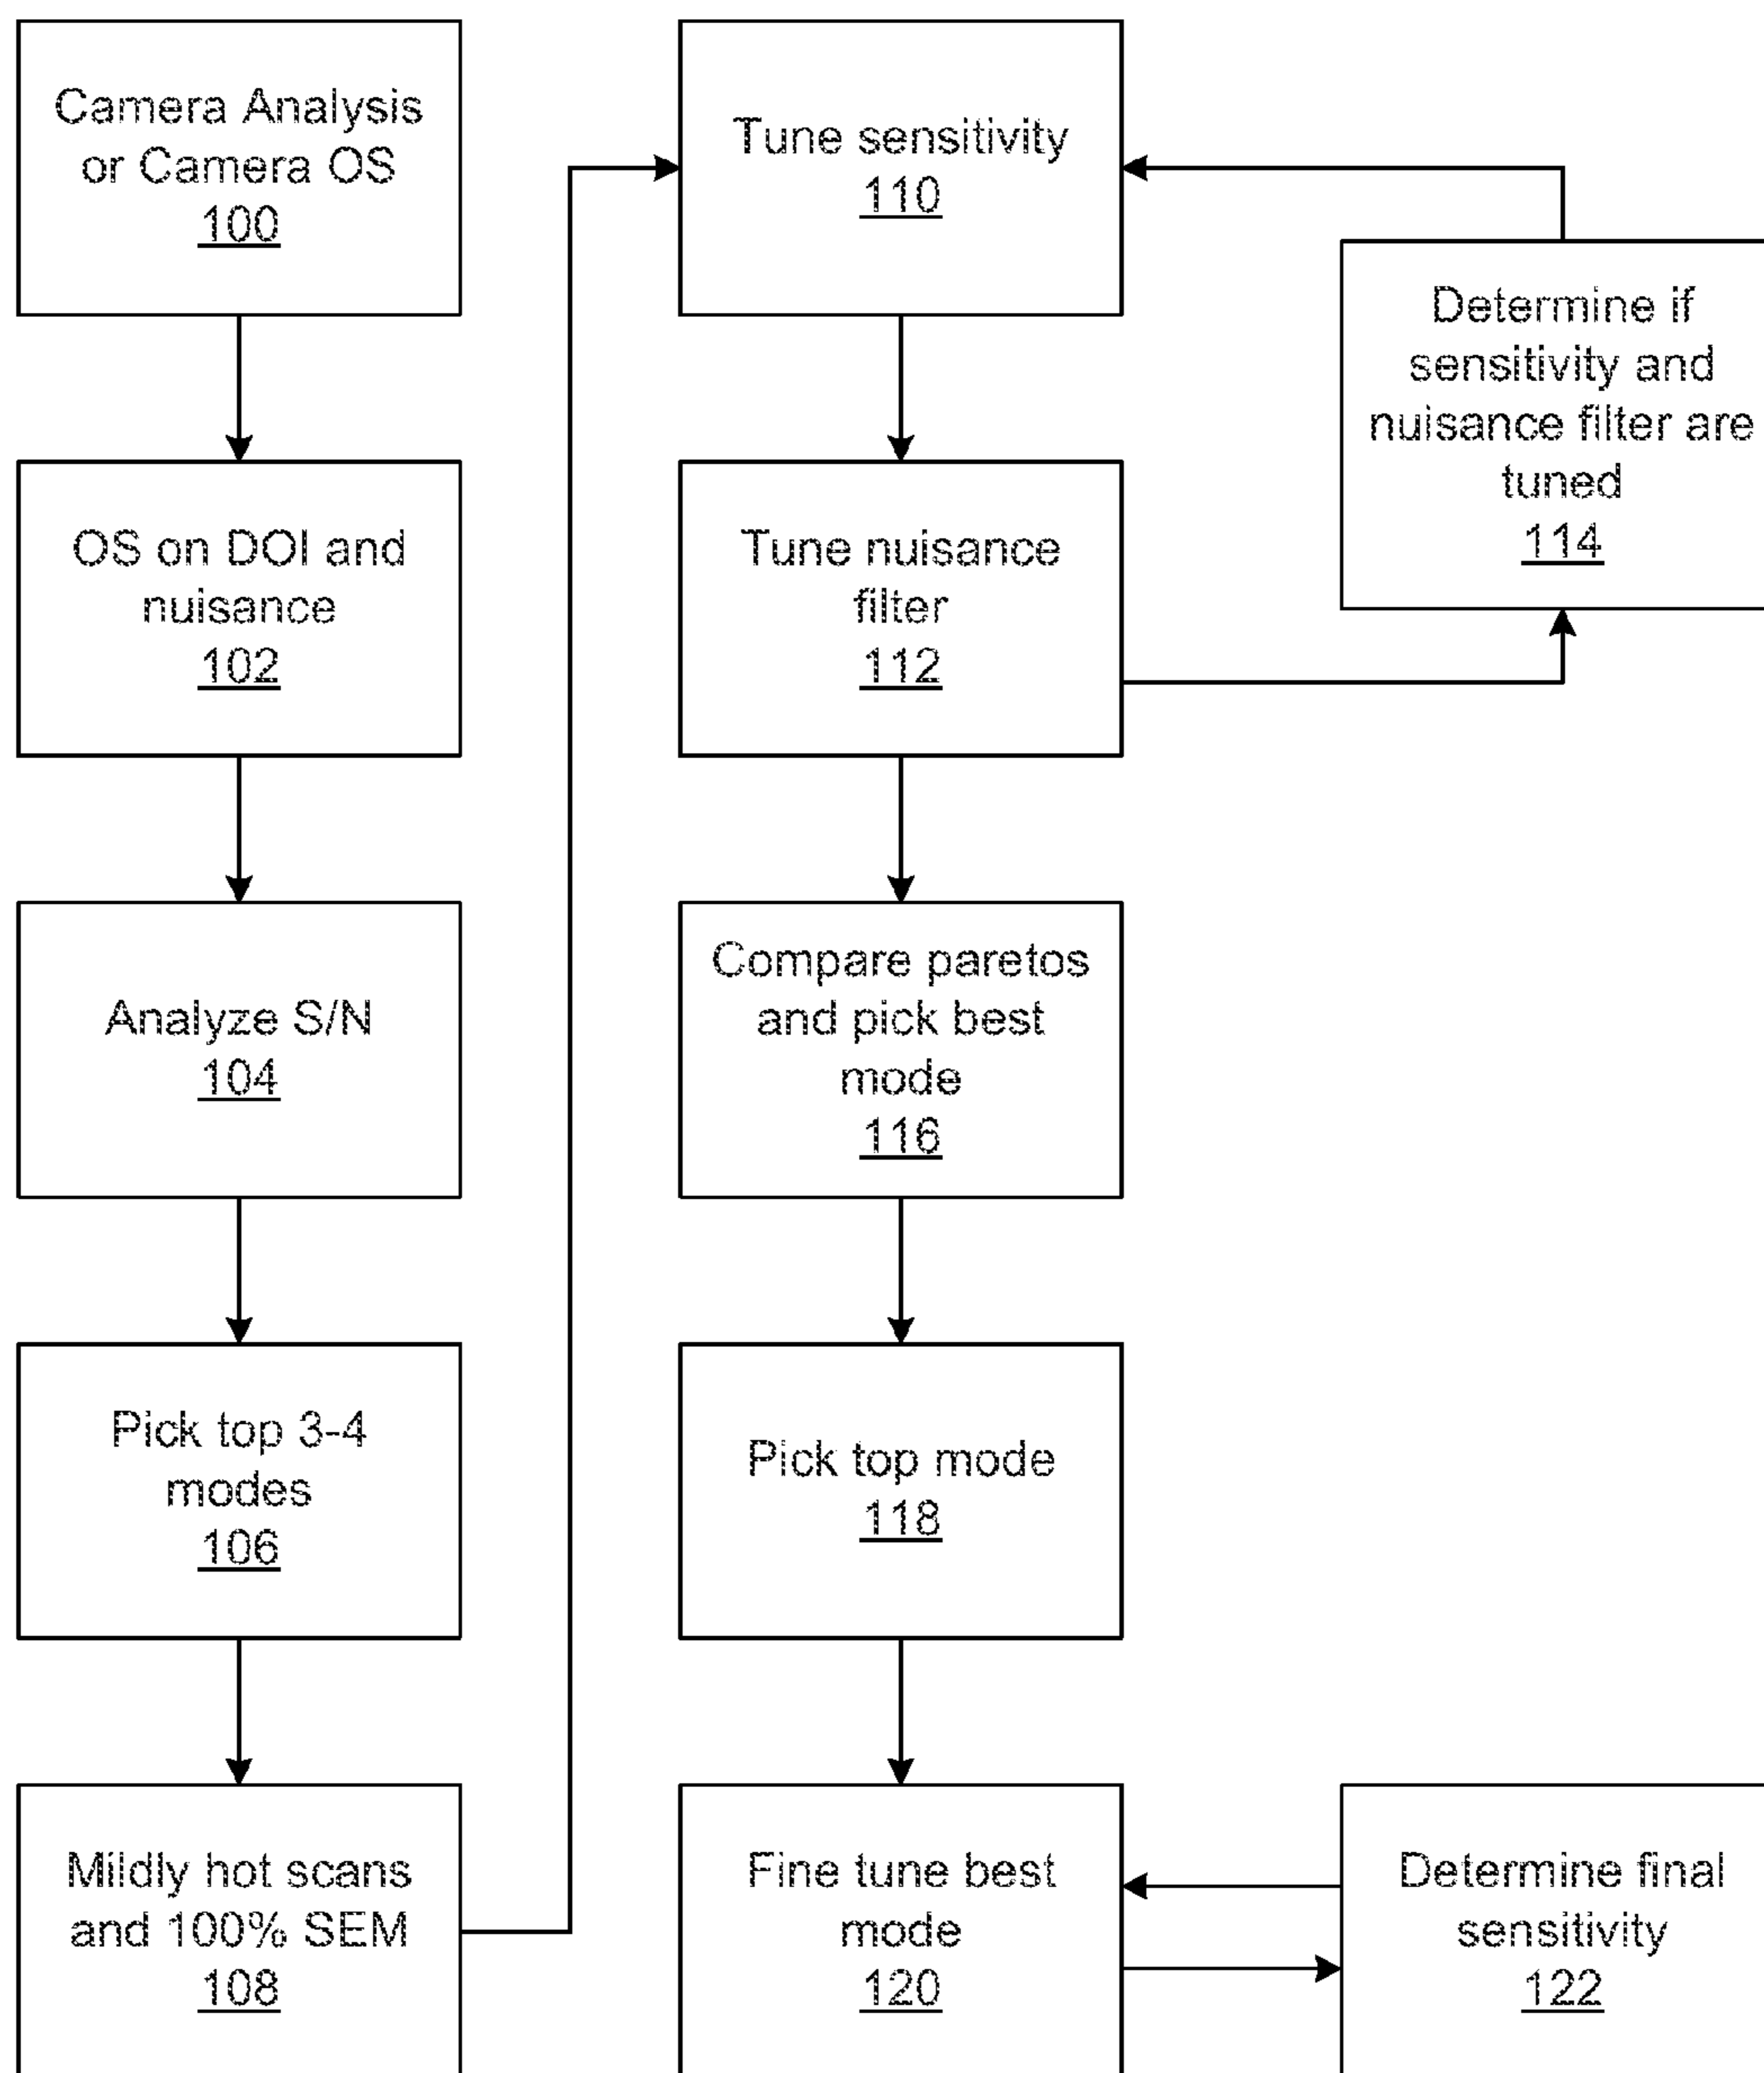 Camera Analysis
or Camera OS
100
OS on DOI and
nuisance
102
Analyze S/N
104
Pick top 3-4
modes
106
Mildly hot scans
and 100% SEM
108
Tune sensitivity
110
Tune nuisance
filter
112
Determine if
sensitivity and
nuisance filter are
tuned
114
Compare paretos
and pick best
mode
116
Pick top mode
118
Fine tune best
mode
120
Determine final
sensitivity
122